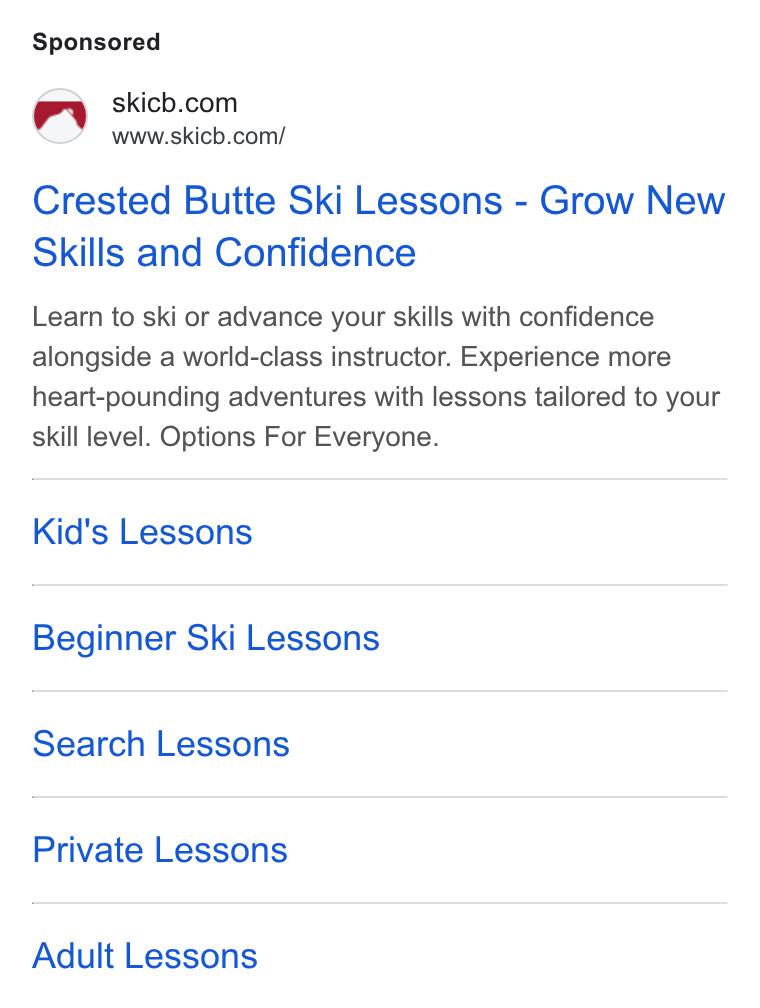 Sponsored
skicb.com
www.skicb.com/
Crested Butte Ski Lessons - Grow New
Skills and Confidence
Learn to ski or advance your skills with confidence
alongside a world-class instructor. Experience more
heart-pounding adventures with lessons tailored to your
skill level. Options For Everyone.
Kid's Lessons
Beginner Ski Lessons
Search Lessons
Private Lessons
Adult Lessons